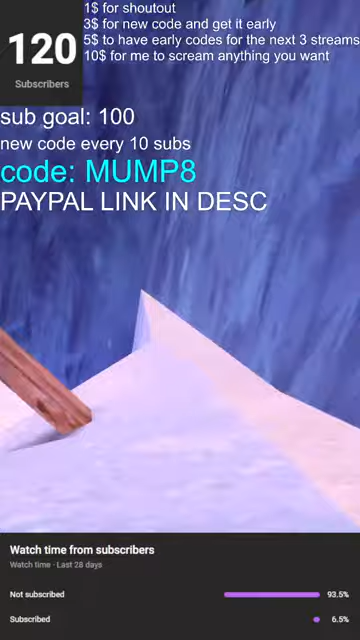 120
Subscribers
1$ for shoutout
3$ for new code and get it early
5$ to have early codes for the next 3 streams
10$ for me to scream anything you want
sub goal: 100
new code every 10 subs
code: MUMP8
PAYPAL LINK IN DESC
Watch time from subscribers
Watch time · Last 28 days
Not subscribed 93.5%
Subscribed 6.5%